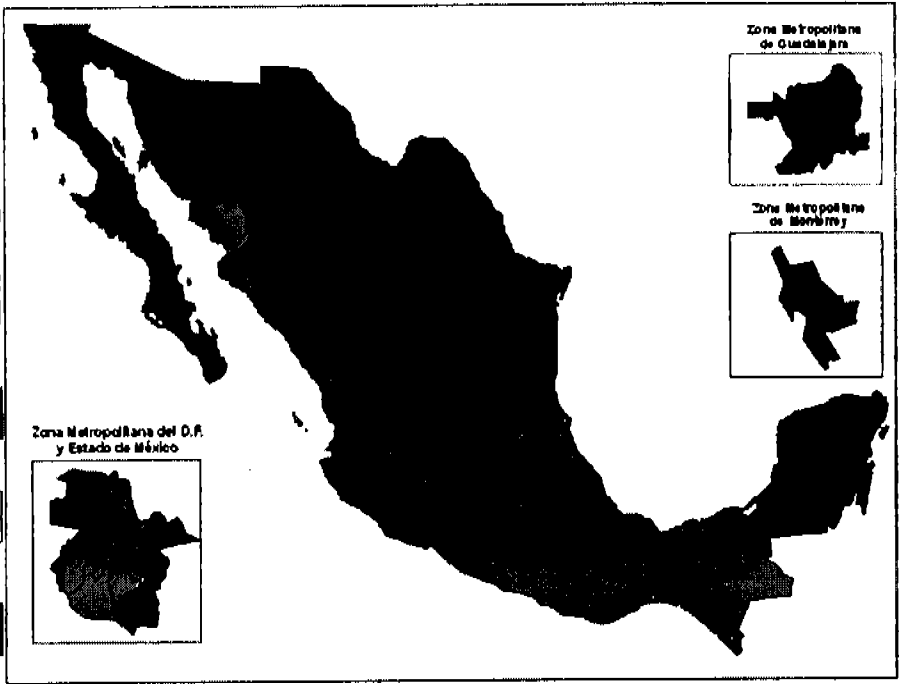 Zona Metropolitana
de Guadalajara
Zona Metropolitana
de Monterrey
Zona Metropolitana del D.F.
y Estado de México